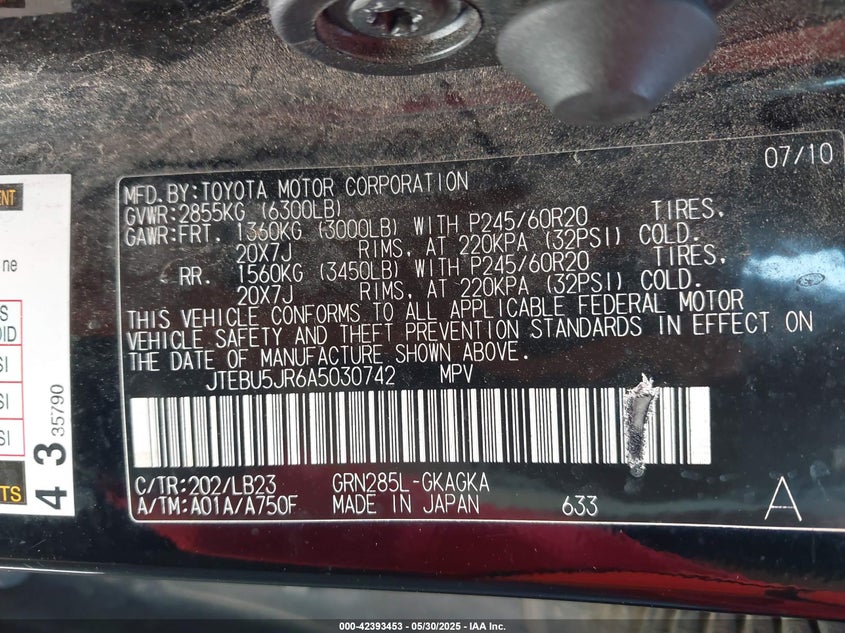 07/10
MFD.BY:TOYOTA MOTOR CORPORATION
GVWR:2855KG (6300LB)
GAWR:FRT. 1360KG (3000LB) WITH P245/60R20 TIRES,
20X7J RIMS, AT 220KPA (32PSI) COLD.
RR. 1560KG (3450LB) WITH P245/60R20 TIRES,
20X7J RIMS, AT 220KPA (32PSI) COLD.
THIS VEHICLE CONFORMS TO ALL APPLICABLE FEDERAL MOTOR
VEHICLE SAFETY AND THEFT PREVENTION STANDARDS IN EFFECT ON
THE DATE OF MANUFACTURE SHOWN ABOVE.
JTEBU5JR6A5030742 MPV
C/TR:202/LB23 GRN285L-GKAGKA
A/TM:A01A/A750F MADE IN JAPAN 633 A
43 35790
000-42393453 - 05/30/2025 - IAA Inc.